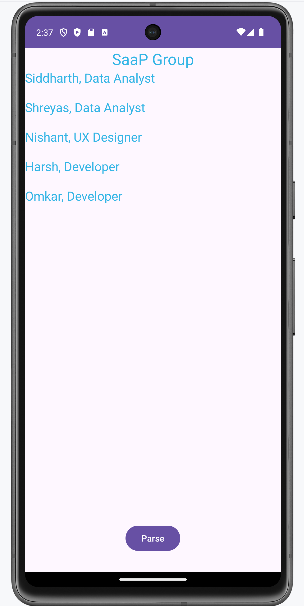 2:37
SaaP Group
Siddharth, Data Analyst
Shreyas, Data Analyst
Nishant, UX Designer
Harsh, Developer
Omkar, Developer
Parse